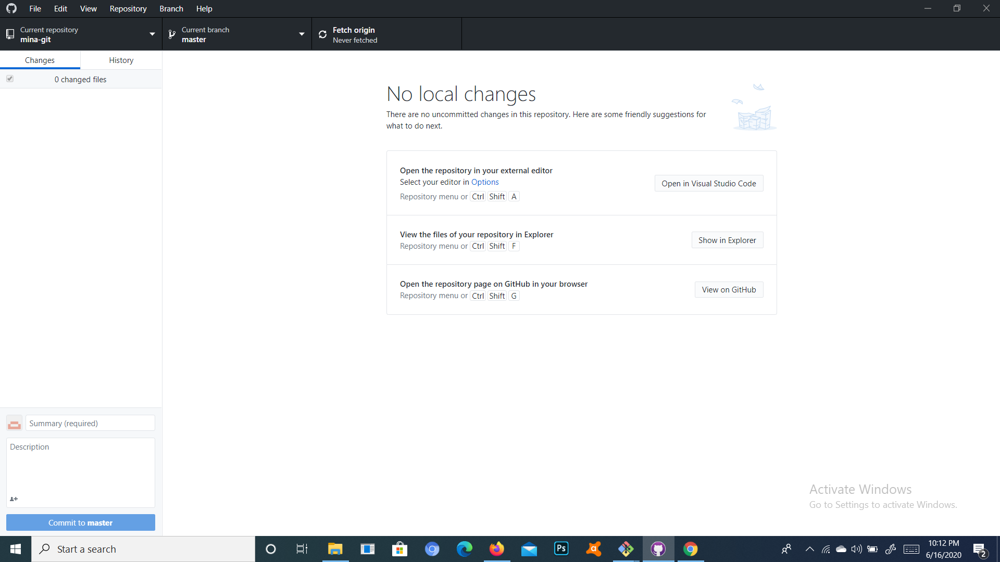 File Edit View Repository Branch Help
Current repository
mina-git
Current branch
master
Fetch origin
Never fetched
Changes History
0 changed files
No local changes
There are no uncommitted changes in this repository. Here are some friendly suggestions for
what to do next.
Open the repository in your external editor
Select your editor in Options
Repository menu or Ctrl Shift A
Open in Visual Studio Code
View the files of your repository in Explorer
Repository menu or Ctrl Shift F
Show in Explorer
Open the repository page on GitHub in your browser
Repository menu or Ctrl Shift G
View on GitHub
Summary (required)
Description
Commit to master
Activate Windows
Go to Settings to activate Windows.
Start a search
Ps
a
10:12 PM
6/16/2020
2